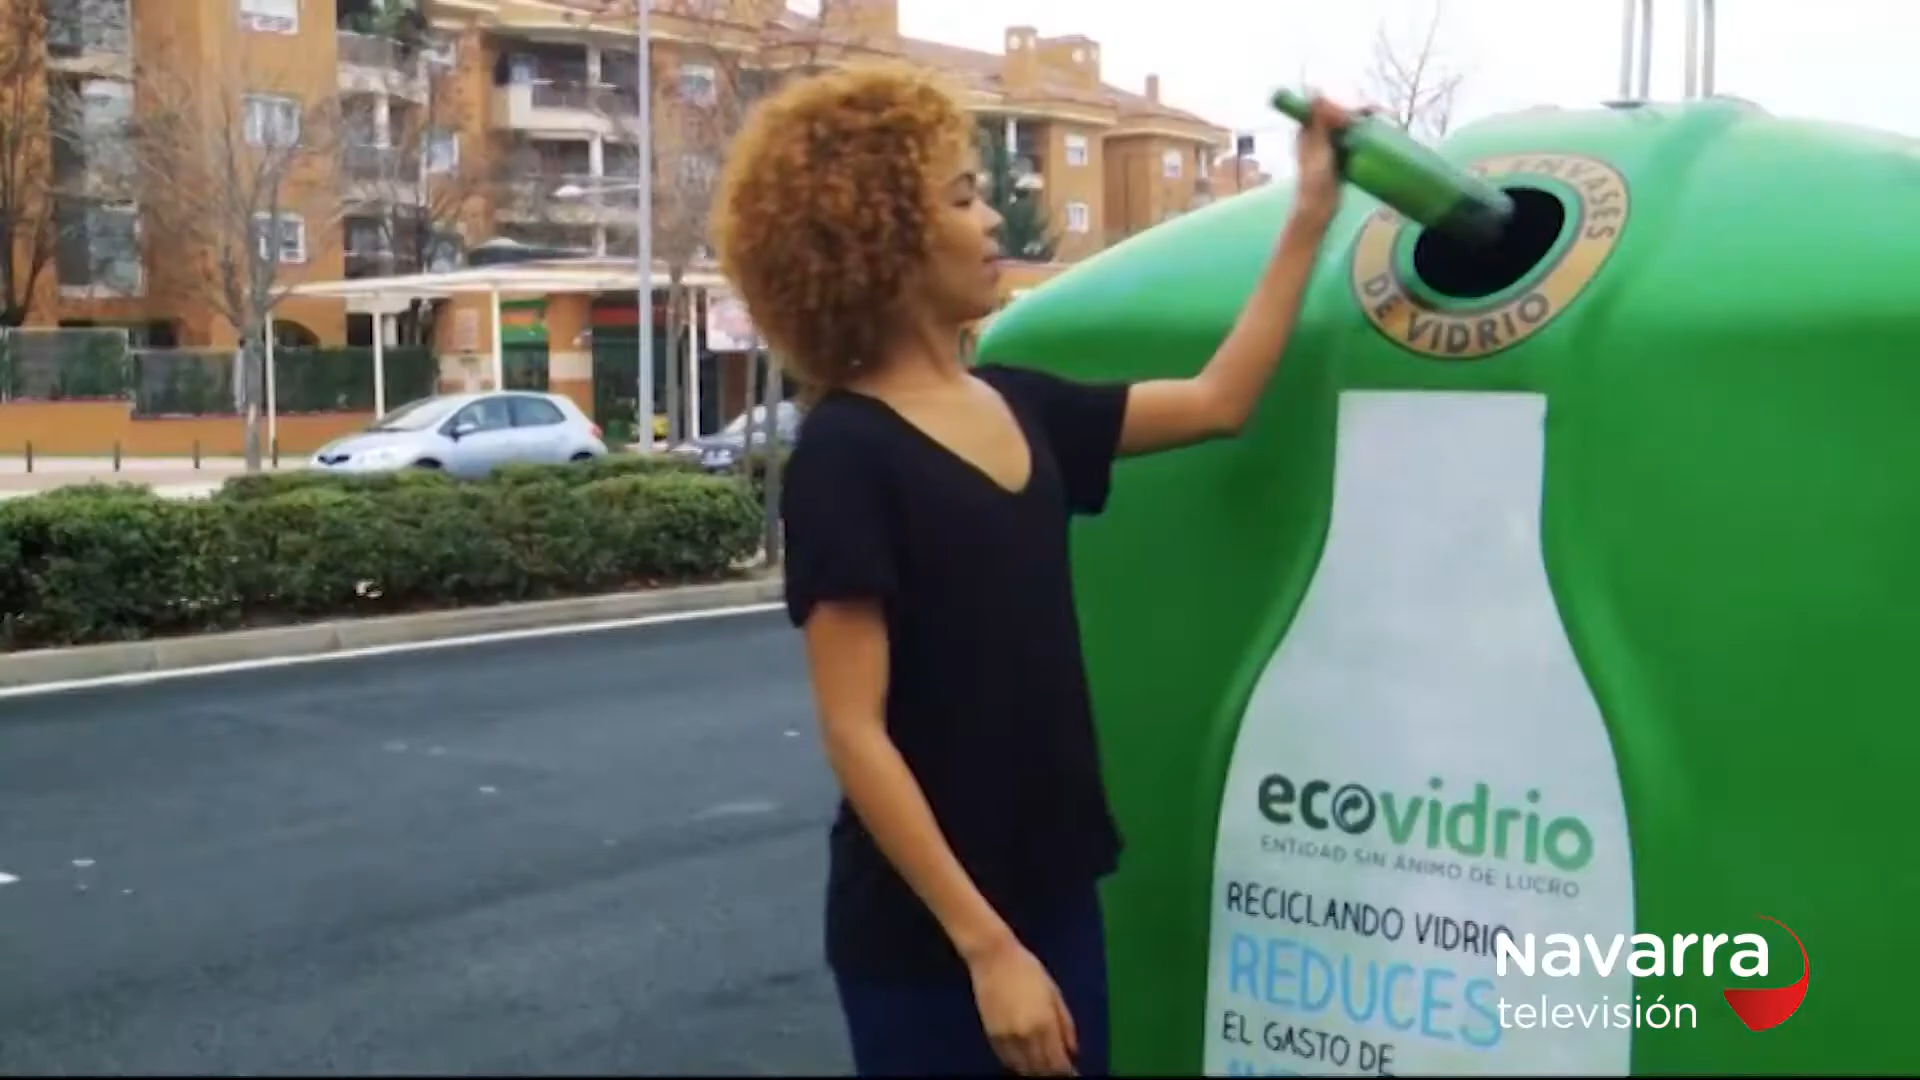 ENVASES
DE VIDRIO
ecovidrio
ENTIDAD SIN ÁNIMO DE LUCRO
RECICLANDO VIDRIO
REDUCES
EL GASTO DE
Navarra
televisión